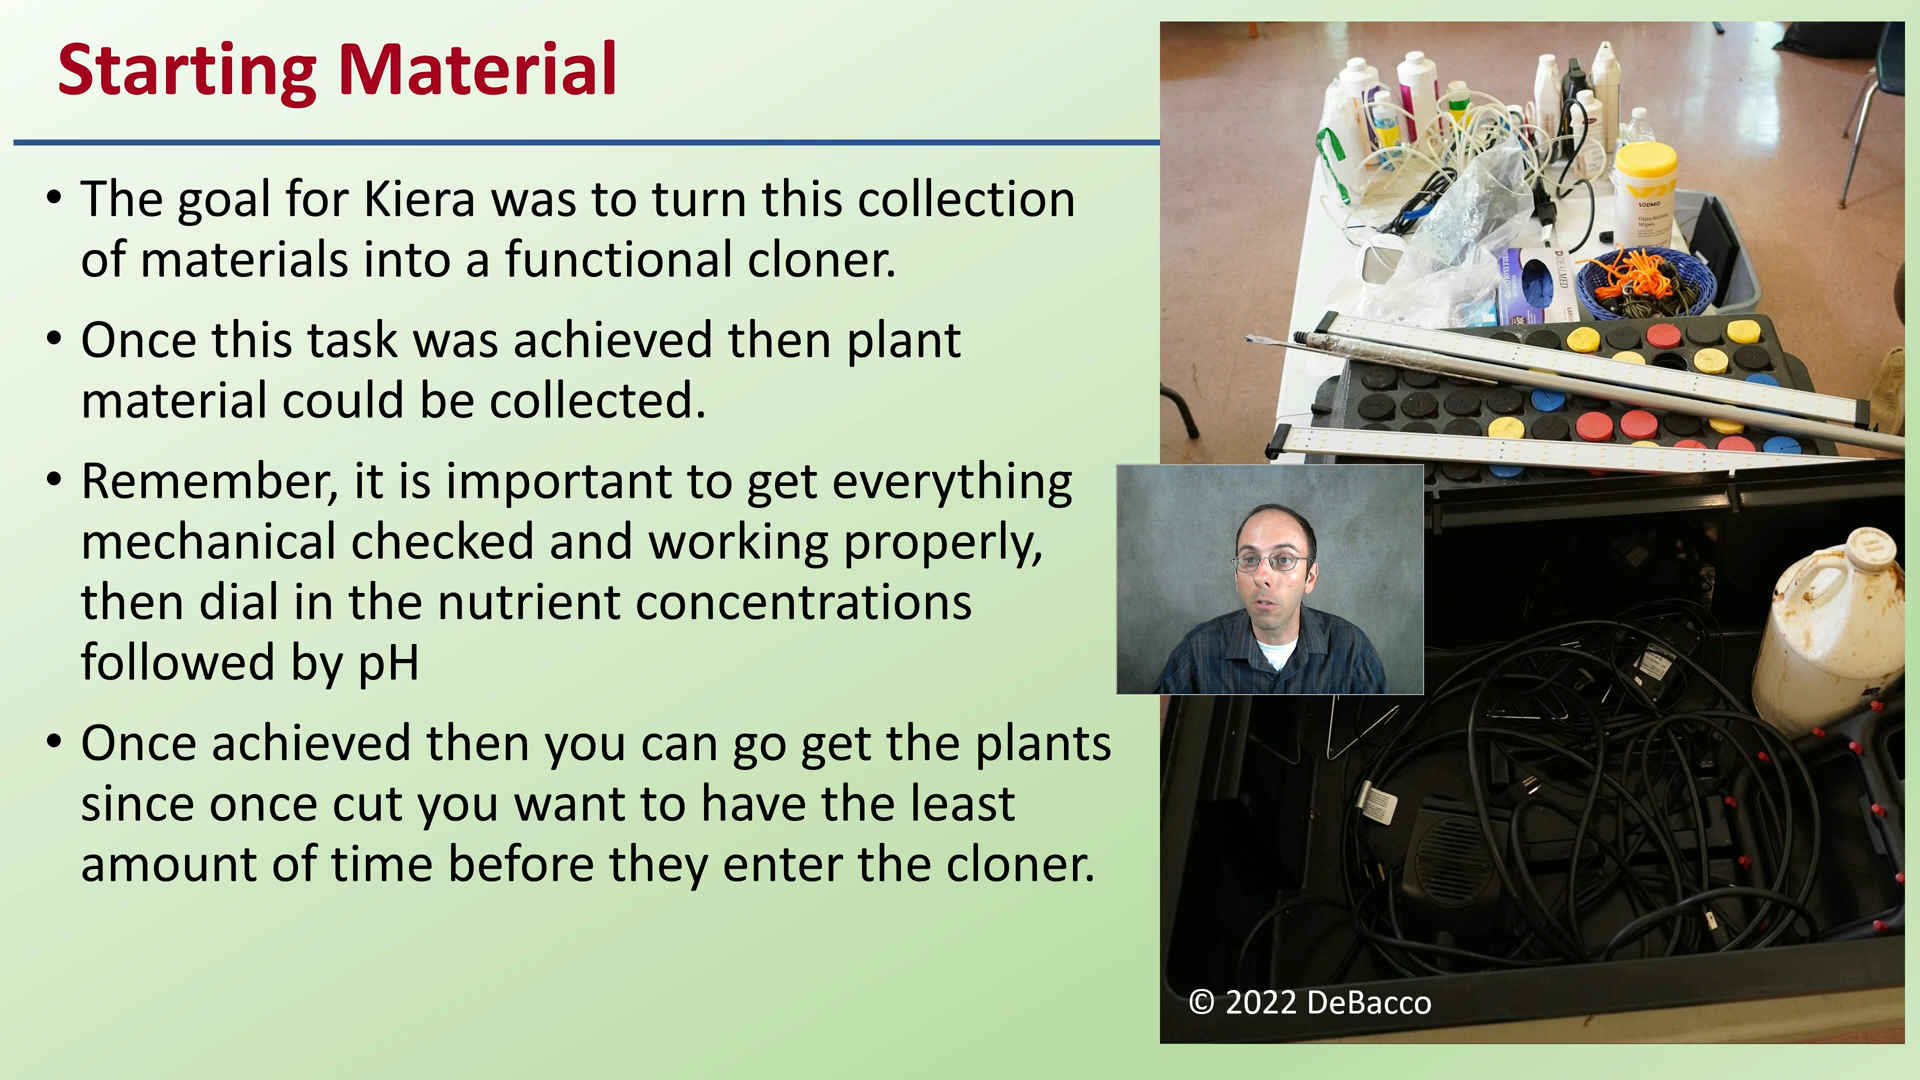 Starting Material
• The goal for Kiera was to turn this collection
of materials into a functional cloner.
• Once this task was achieved then plant
material could be collected.
• Remember, it is important to get everything
mechanical checked and working properly,
then dial in the nutrient concentrations
followed by pH
• Once achieved then you can go get the plants
since once cut you want to have the least
amount of time before they enter the cloner.
SOLIMO
Disinfecting
Wipes
DEALMED
© 2022 DeBacco